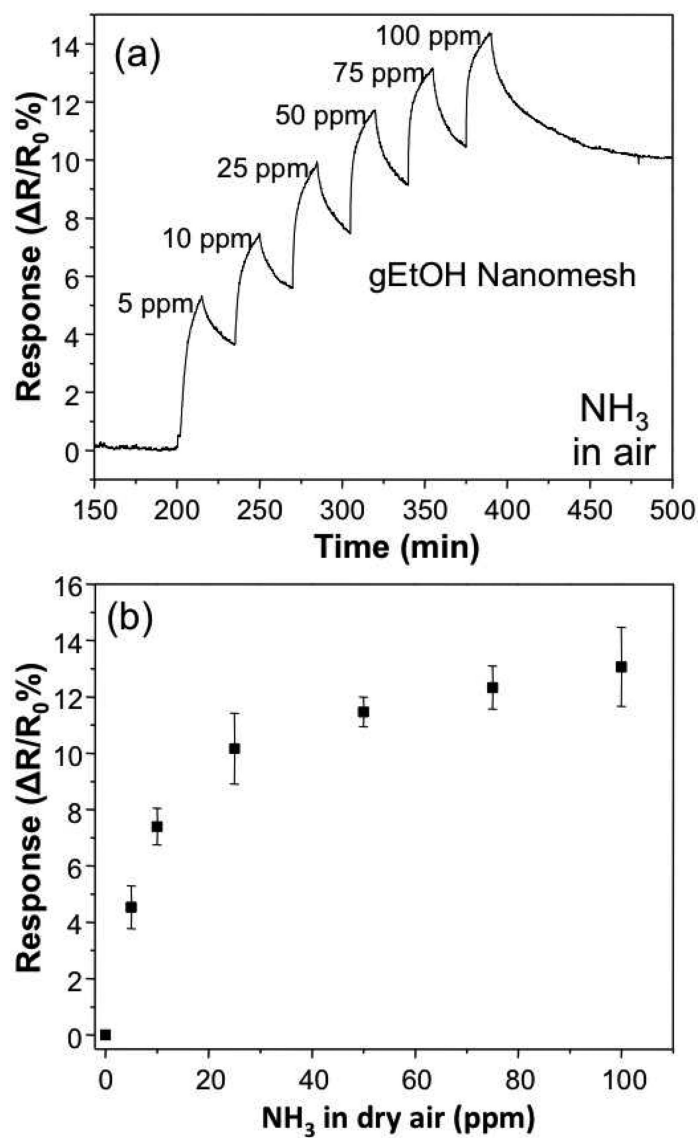 (a)
100 ppm
75 ppm
50 ppm
25 ppm
10 ppm
5 ppm
gEtOH Nanomesh
NH₃
in air
Response (ΔR/R₀%)
14
12
10
8
6
4
2
0
150 200 250 300 350 400 450 500
Time (min)
(b)
Response (ΔR/R₀%)
16
14
12
10
8
6
4
2
0
0 20 40 60 80 100
NH₃ in dry air (ppm)